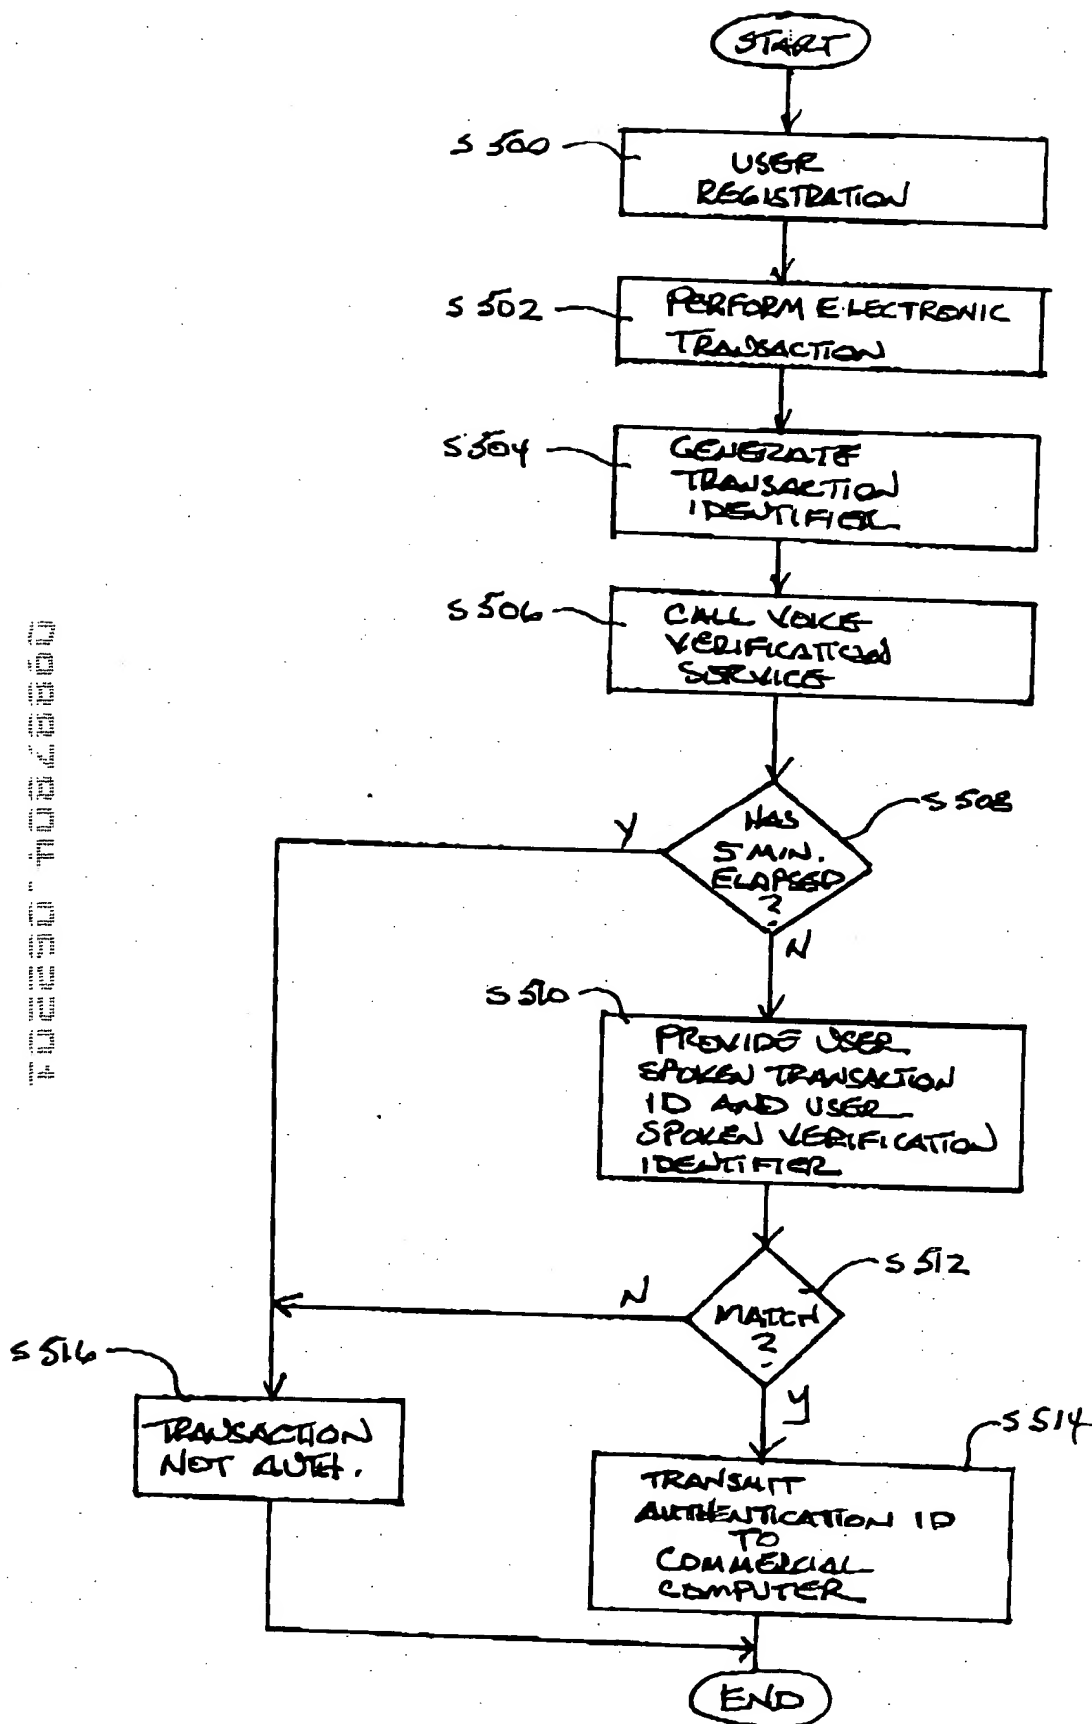 START
S 500
USER
REGISTRATION
S 502
PERFORM ELECTRONIC
TRANSACTION
S504
GENERATE
TRANSACTION
IDENTIFIER
S 506
CALL VOICE
VERIFICATION
SERVICE
S 508
HAS
5 MIN.
ELAPSED
?
Y
N
S 510
PROVIDE USER
SPOKEN TRANSACTION
ID AND USER
SPOKEN VERIFICATION
IDENTIFIER
S 512
MATCH
?
N
Y
S 516
TRANSACTION
NOT AUTH.
S 514
TRANSMIT
AUTHENTICATION ID
TO
COMMERCIAL
COMPUTER
END